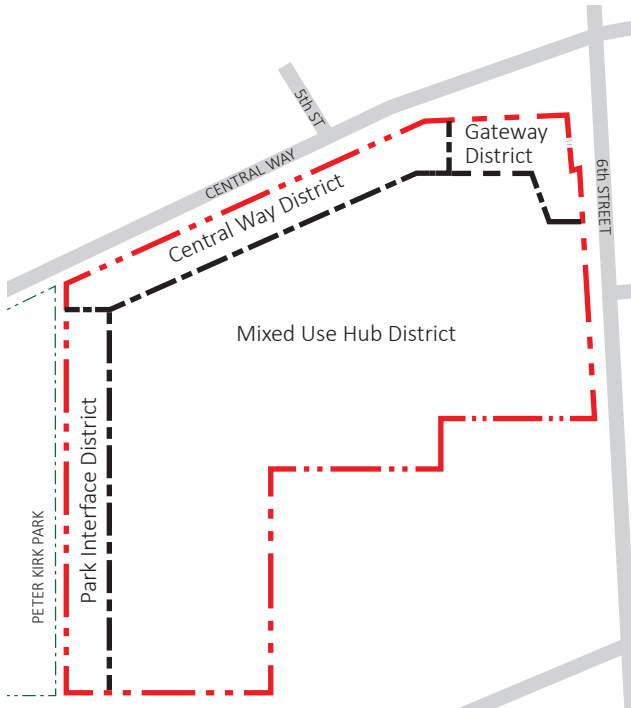 5th ST
CENTRAL WAY
Gateway
District
6th STREET
Central Way District
Mixed Use Hub District
Park Interface District
PETER KIRK PARK